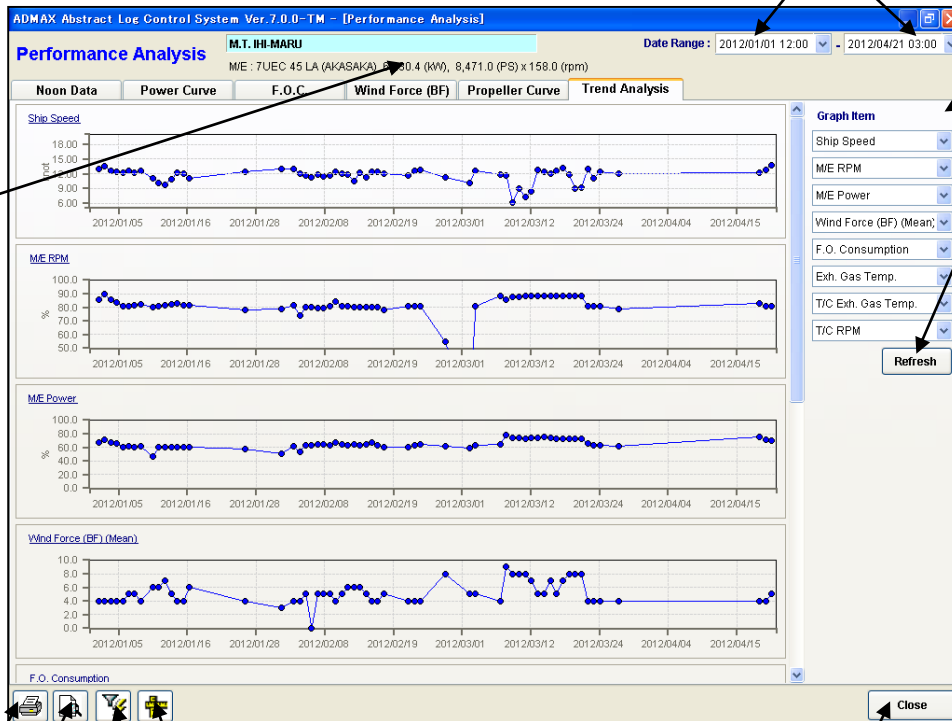 ADMAX Abstract Log Control System Ver.7.0.0-TM - [Performance Analysis]
Performance Analysis
M.T. IHI-MARU
Date Range : 2012/01/01 12:00 - 2012/04/21 03:00
M/E : 7UEC 45 LA (AKASAKA), (kW), 8,471.0 (PS) x 158.0 (rpm)
Noon Data Power Curve F.O.C. Wind Force (BF) Propeller Curve Trend Analysis
Ship Speed
18.00
15.00
12.00
9.00
6.00
2012/01/05 2012/01/16 2012/01/28 2012/02/08 2012/02/19 2012/03/01 2012/03/12 2012/03/24 2012/04/04 2012/04/15
M/E RPM
%
100.0
90.0
80.0
70.0
60.0
50.0
2012/01/05 2012/01/16 2012/01/28 2012/02/08 2012/02/19 2012/03/01 2012/03/12 2012/03/24 2012/04/04 2012/04/15
M/E Power
%
100.0
80.0
60.0
40.0
20.0
0.0
2012/01/05 2012/01/16 2012/01/28 2012/02/08 2012/02/19 2012/03/01 2012/03/12 2012/03/24 2012/04/04 2012/04/15
Wind Force (BF) (Mean)
10.0
8.0
6.0
4.0
2.0
0.0
2012/01/05 2012/01/16 2012/01/28 2012/02/08 2012/02/19 2012/03/01 2012/03/12 2012/03/24 2012/04/04 2012/04/15
F.O. Consumption
Graph Item
Ship Speed
M/E RPM
M/E Power
Wind Force (BF) (Mean)
F.O. Consumption
Exh. Gas Temp.
T/C Exh. Gas Temp.
T/C RPM
Refresh
Close